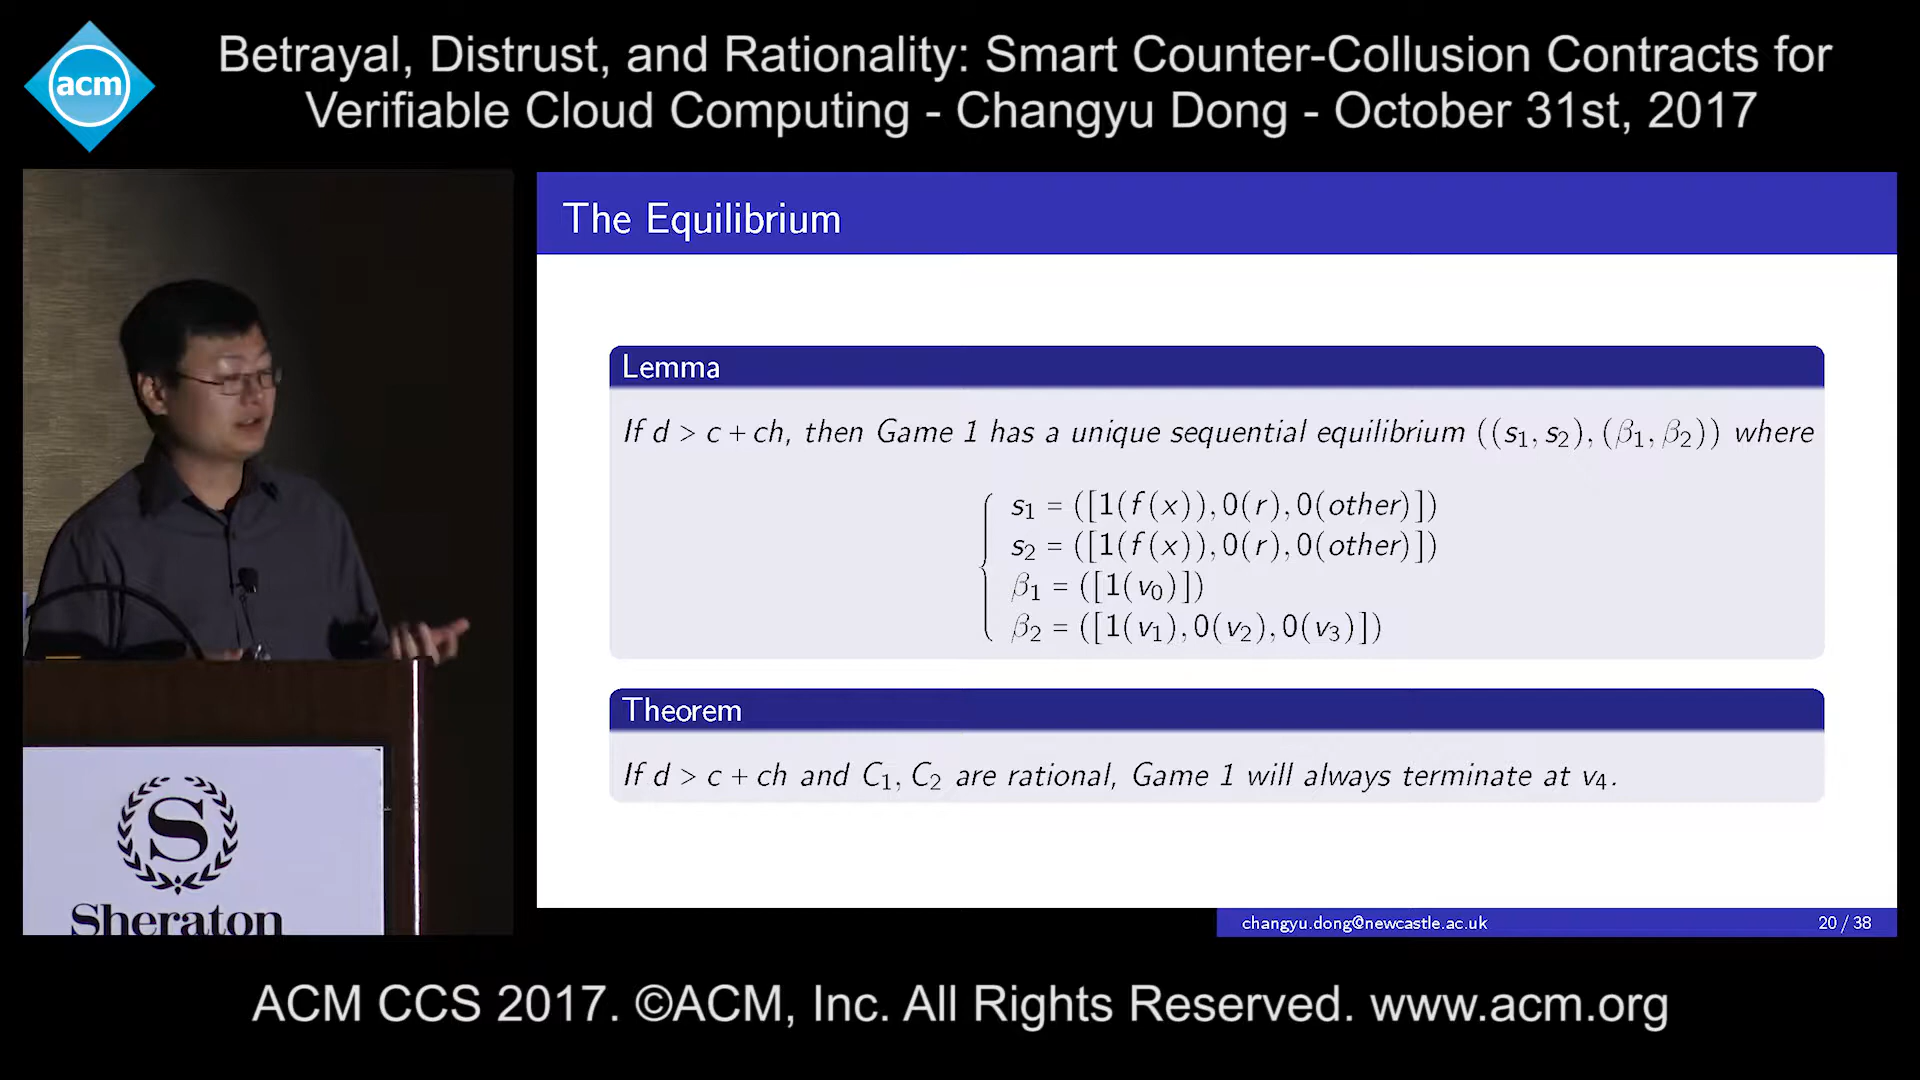 acm
Betrayal, Distrust, and Rationality: Smart Counter-Collusion Contracts for
Verifiable Cloud Computing - Changyu Dong - October 31st, 2017
The Equilibrium
Lemma
If d > c + ch, then Game 1 has a unique sequential equilibrium ((s₁, s₂), (β₁, β₂)) where
s₁ = ([1(f(x)), 0(r), 0(other)])
s₂ = ([1(f(x)), 0(r), 0(other)])
β₁ = ([1(v₀)])
β₂ = ([1(v₁), 0(v₂), 0(v₃)])
Theorem
If d > c + ch and C₁, C₂ are rational, Game 1 will always terminate at v₄.
changyu.dong@newcastle.ac.uk 20 / 38
S
Sheraton
ACM CCS 2017. ©ACM, Inc. All Rights Reserved. www.acm.org